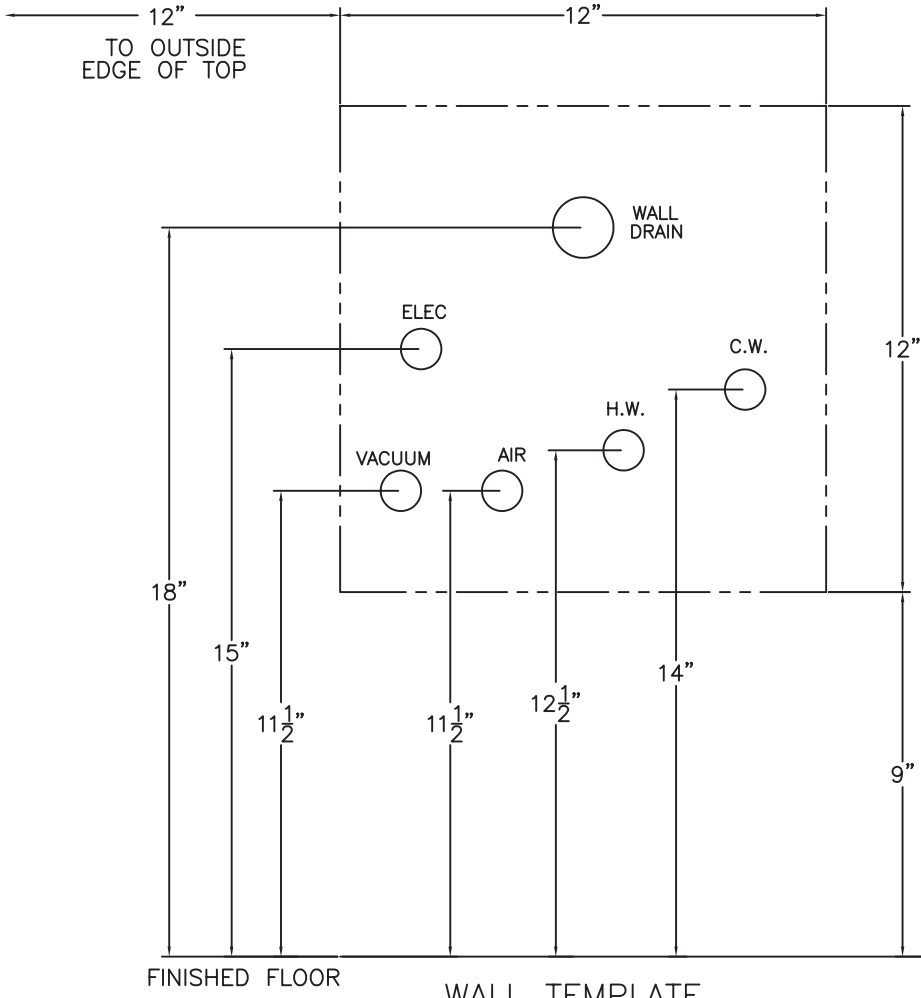 12"
12"
TO OUTSIDE
EDGE OF TOP
WALL
DRAIN
ELEC
C.W.
12"
H.W.
VACUUM
AIR
18"
15"
14"
12 1/2"
11 1/2"
11 1/2"
9"
FINISHED FLOOR
WALL TEMPLATE